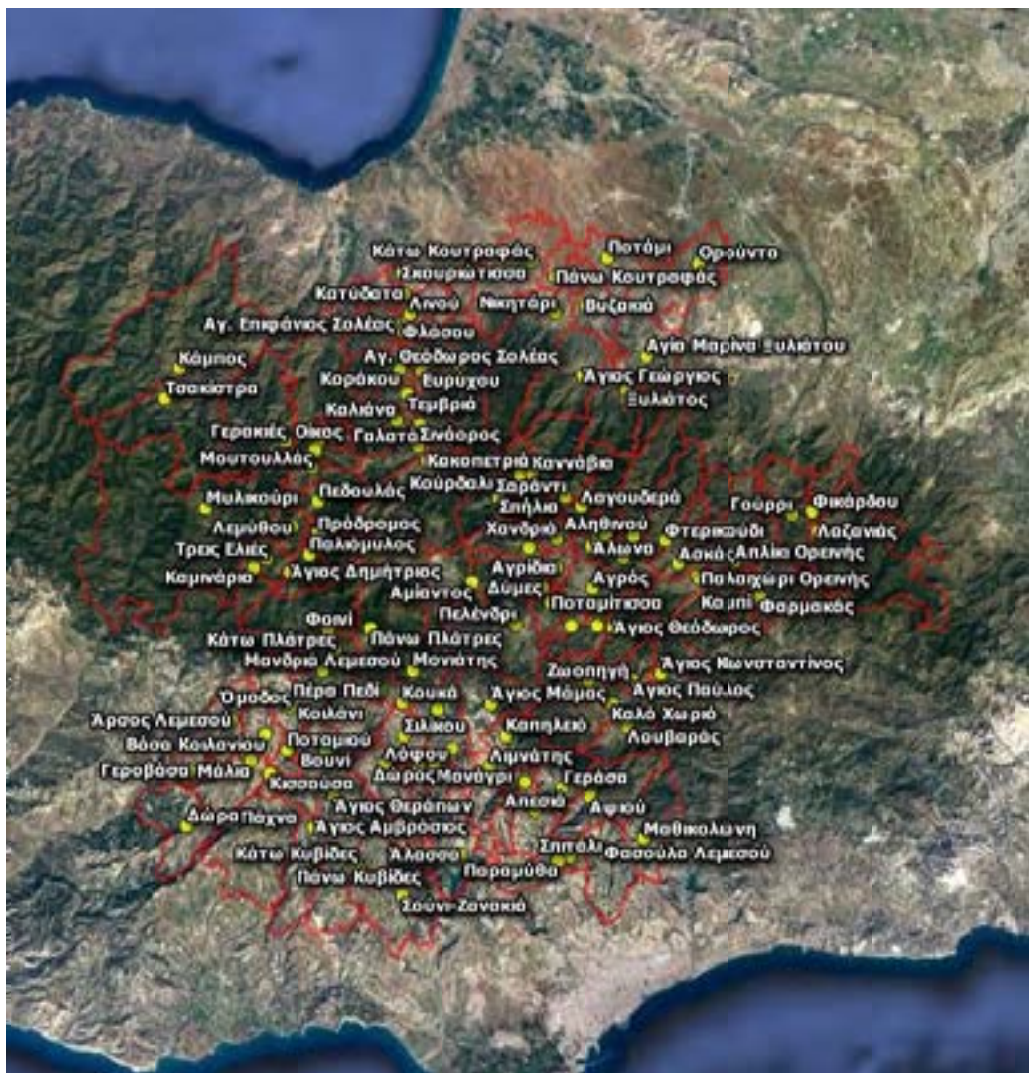 Κάτω Κουτραφάς
Ποτάμι
Ορούντα
Σκουριώτισσα
Πάνω Κουτραφάς
Κατύδατα
Λινού
Νικητάρι
Βυζακιά
Αγ. Επιφάνιος Σολέας
Φλάσου
Αγία Μαρίνα Ξυλιάτου
Κάμπος
Αγ. Θεόδωρος Σολέας
Τσακίστρα
Κοράκου
Ευρύχου
Άγιος Γεώργιος
Τεμβριά
Ξυλιάτος
Καλιάνα
Γερακιές
Οίκος
Γαλατά
Σινάορος
Μουτουλλάς
Κακοπετριά
Καννάβια
Κούρδαλι
Σαράντι
Μυλικούρι
Πεδουλάς
Σπήλια
Λαγουδερά
Γούρρι
Φικάρδου
Λεμύθου
Πρόδρομος
Χανδριά
Αληθινού
Φτερικούδι
Λαζανιάς
Τρεις Ελιές
Παλιόμυλος
Άλωνα
Ασκάς
Απλίκι Ορεινής
Καμινάρια
Άγιος Δημήτριος
Αγρίδια
Αγρός
Παλαιχώρι Ορεινής
Αμίαντος
Δύμες
Ποταμίτισσα
Καμπί
Φαρμακάς
Φοινί
Πελένδρι
Άγιος Θεόδωρος
Κάτω Πλάτρες
Πάνω Πλάτρες
Μανδριά Λεμεσού
Μονιάτης
Ζωοπηγή
Άγιος Κωνσταντίνος
Όμοδος
Πέρα Πεδί
Κουκά
Άγιος Μάμας
Άγιος Παύλος
Άρσος Λεμεσού
Κοιλάνι
Σιλίκου
Καπηλειό
Καλό Χωριό
Βάσα Κοιλανίου
Ποταμιού
Λουβαράς
Γεροβάσα
Μαλιά
Βουνί
Λόφου
Λιμνάτης
Κισσούσα
Δωρός
Μονάγρι
Γεράσα
Άγιος Θεράπων
Απεσιά
Αψιού
Δώρα
Πάχνα
Άγιος Αμβρόσιος
Μαθικολώνη
Κάτω Κυβίδες
Άλασσα
Σπιτάλι
Φασούλα Λεμεσού
Πάνω Κυβίδες
Παραμύθα
Σούνι-Ζανακιά